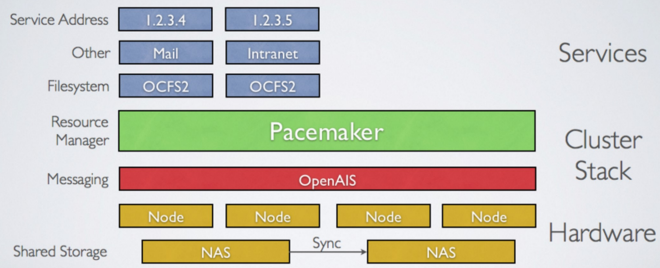 Service Address 1.2.3.4 1.2.3.5
Other Mail Intranet Services
Filesystem OCFS2 OCFS2
Resource
Manager Pacemaker
Cluster
Stack
Messaging OpenAIS
Node Node Node Node
Hardware
Shared Storage NAS Sync NAS